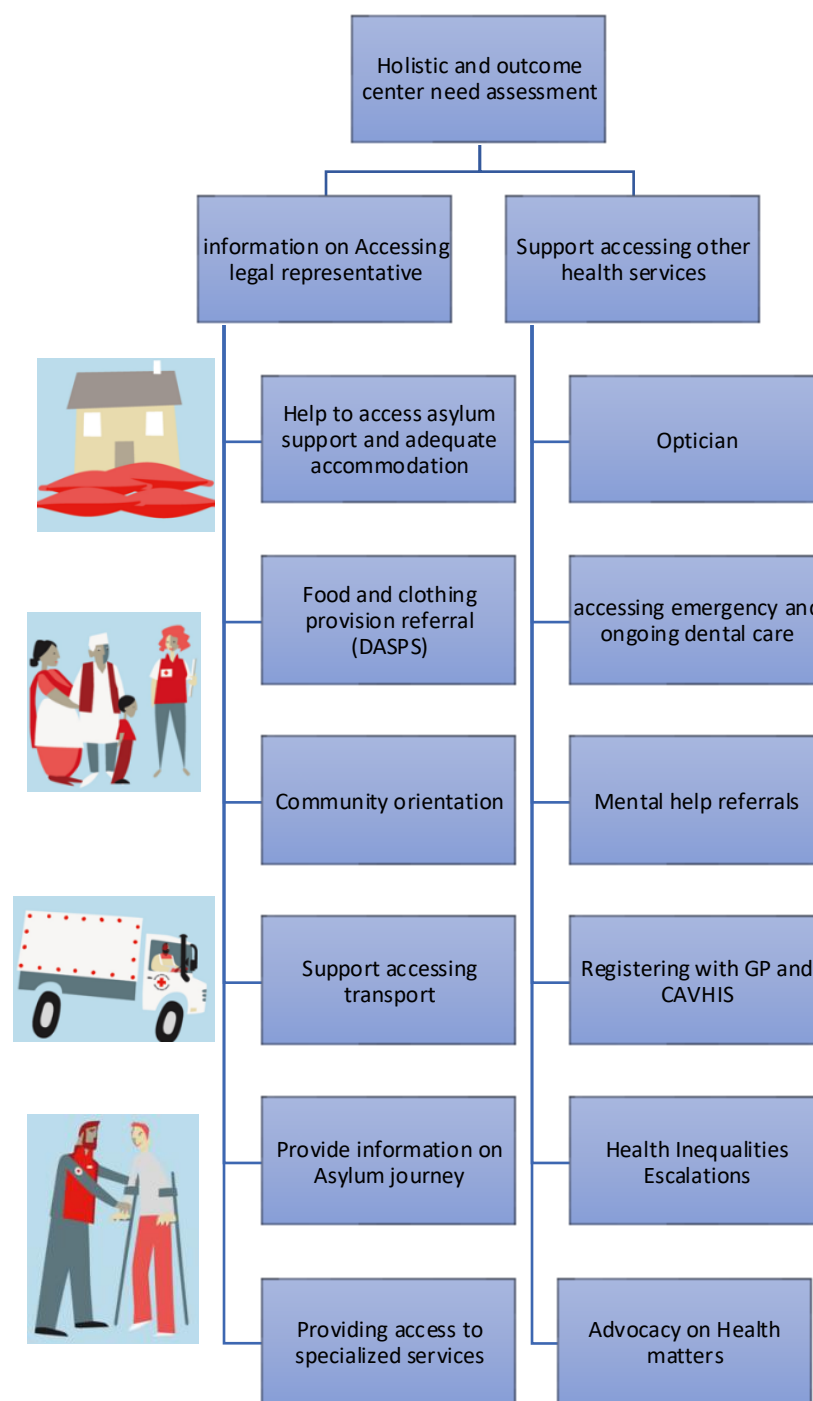 Holistic and outcome
center need assessment
information on Accessing
legal representative
Support accessing other
health services
Help to access asylum
support and adequate
accommodation
Optician
Food and clothing
provision referral
(DASPS)
accessing emergency and
ongoing dental care
Community orientation
Mental help referrals
Support accessing
transport
Registering with GP and
CAVHIS
Provide information on
Asylum journey
Health Inequalities
Escalations
Providing access to
specialized services
Advocacy on Health
matters